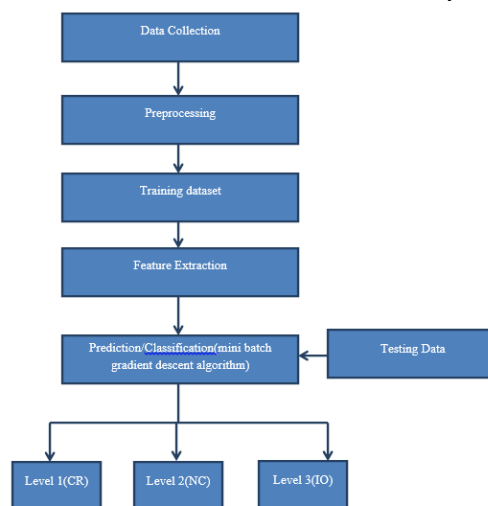 Data Collection
Preprocessing
Training dataset
Feature Extraction
Prediction/Classification(mini batch
gradient descent algorithm)
Testing Data
Level 1(CR)
Level 2(NC)
Level 3(IO)